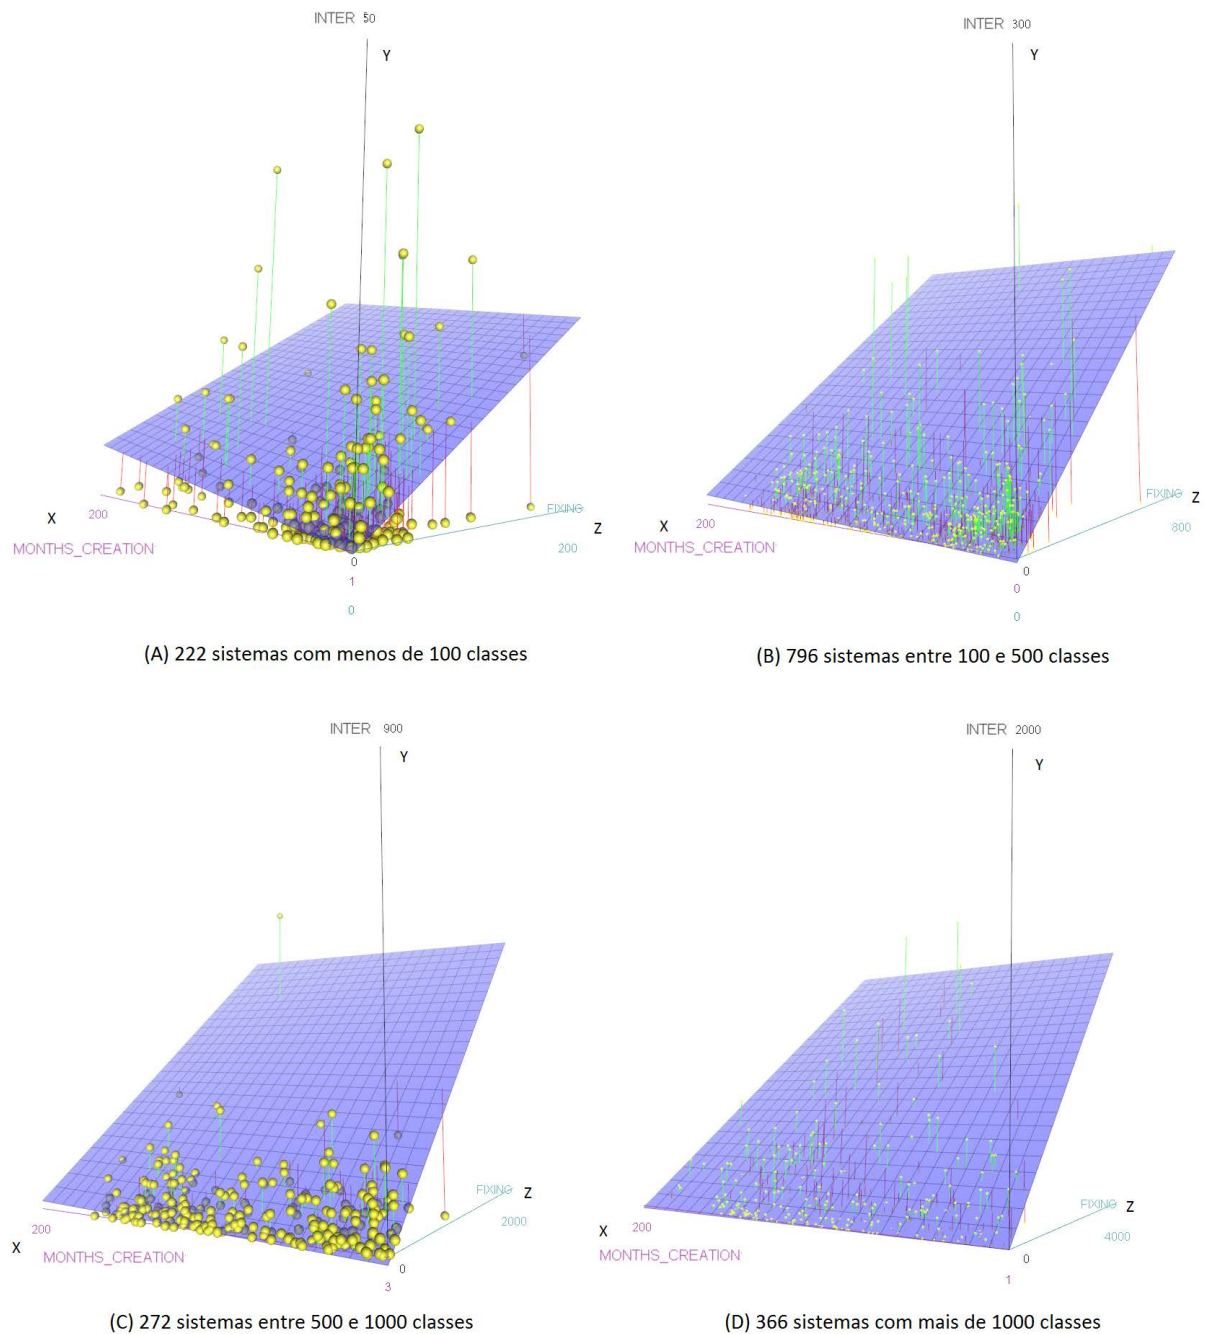 INTER 50
Y
X
200
MONTHS_CREATION
FIXING
Z
200
0
1
0
(A) 222 sistemas com menos de 100 classes
INTER 300
Y
X
200
MONTHS_CREATION
FIXING
Z
800
0
0
0
(B) 796 sistemas entre 100 e 500 classes
INTER 900
Y
200
X
MONTHS_CREATION
FIXING
Z
2000
0
3
(C) 272 sistemas entre 500 e 1000 classes
INTER 2000
Y
X
200
MONTHS_CREATION
FIXING
Z
4000
0
1
(D) 366 sistemas com mais de 1000 classes